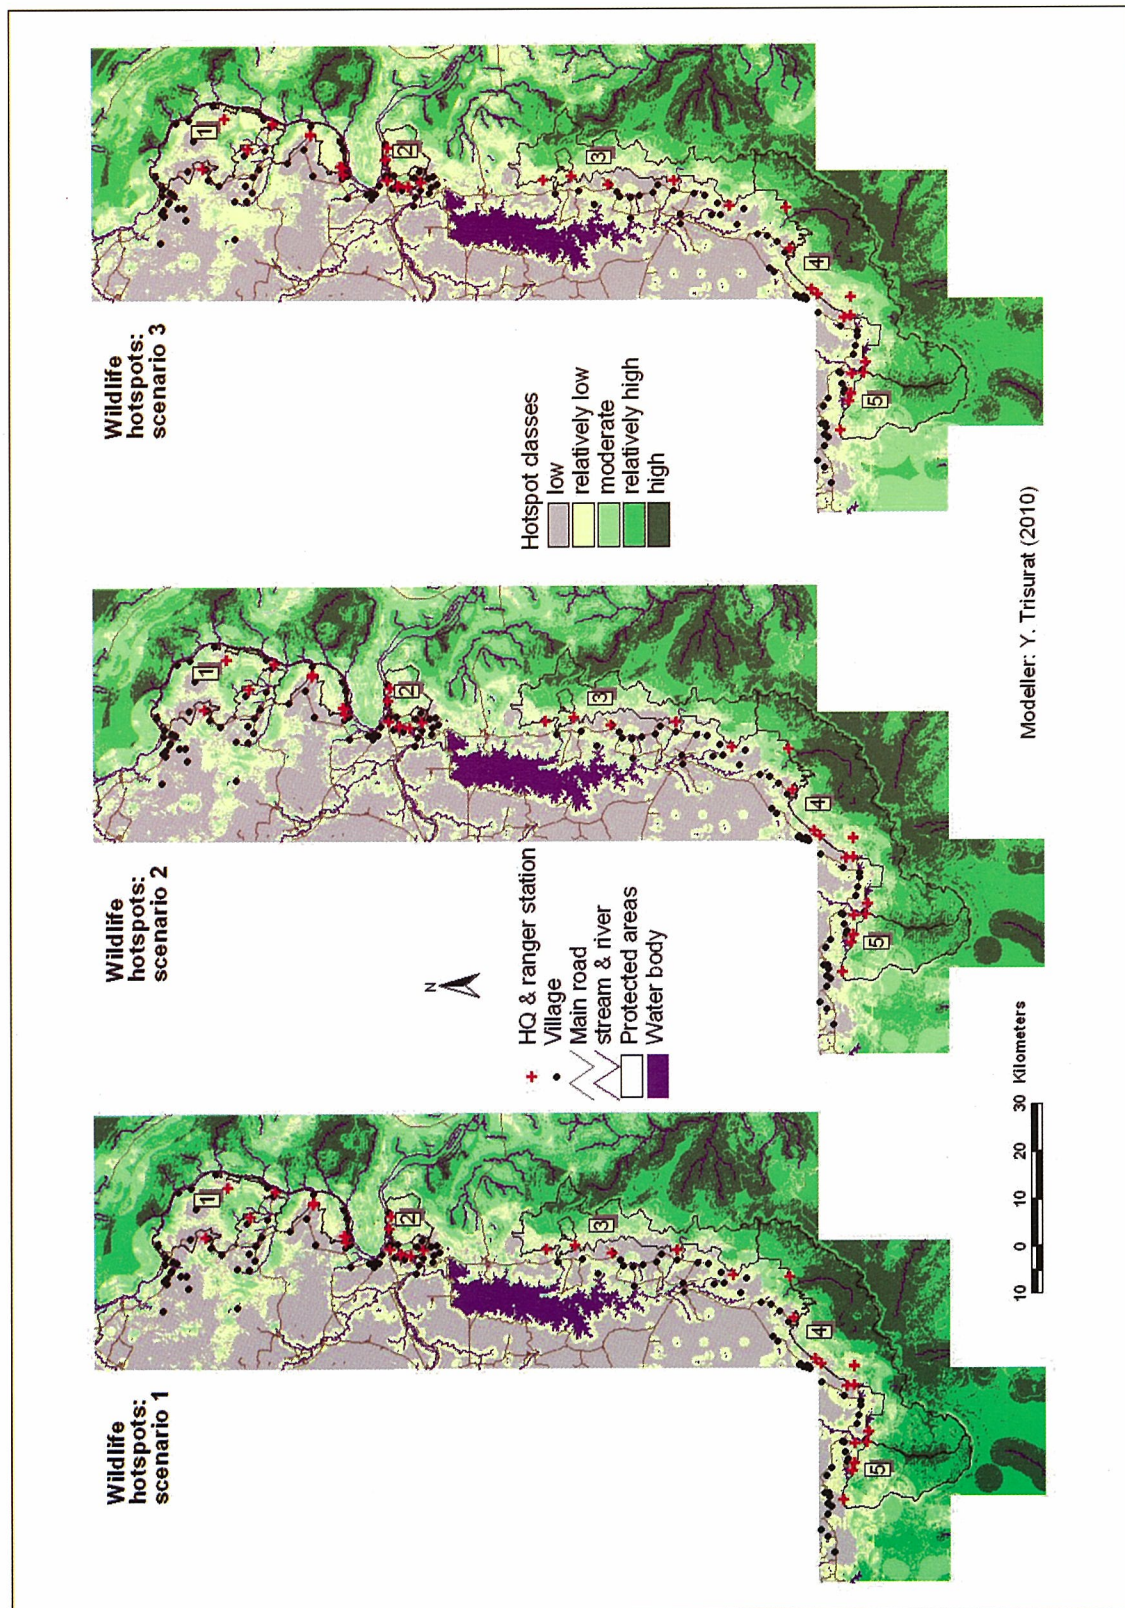 Wildlife
hotspots:
scenario 1
Wildlife
hotspots:
scenario 2
Wildlife
hotspots:
scenario 3
1
2
3
4
5
1
2
3
4
5
1
2
3
4
5
N
HQ & ranger station
Village
Main road
stream & river
Protected areas
Water body
Hotspot classes
low
relatively low
moderate
relatively high
high
10 0 10 20 30 Kilometers
Modeller: Y. Trisurat (2010)